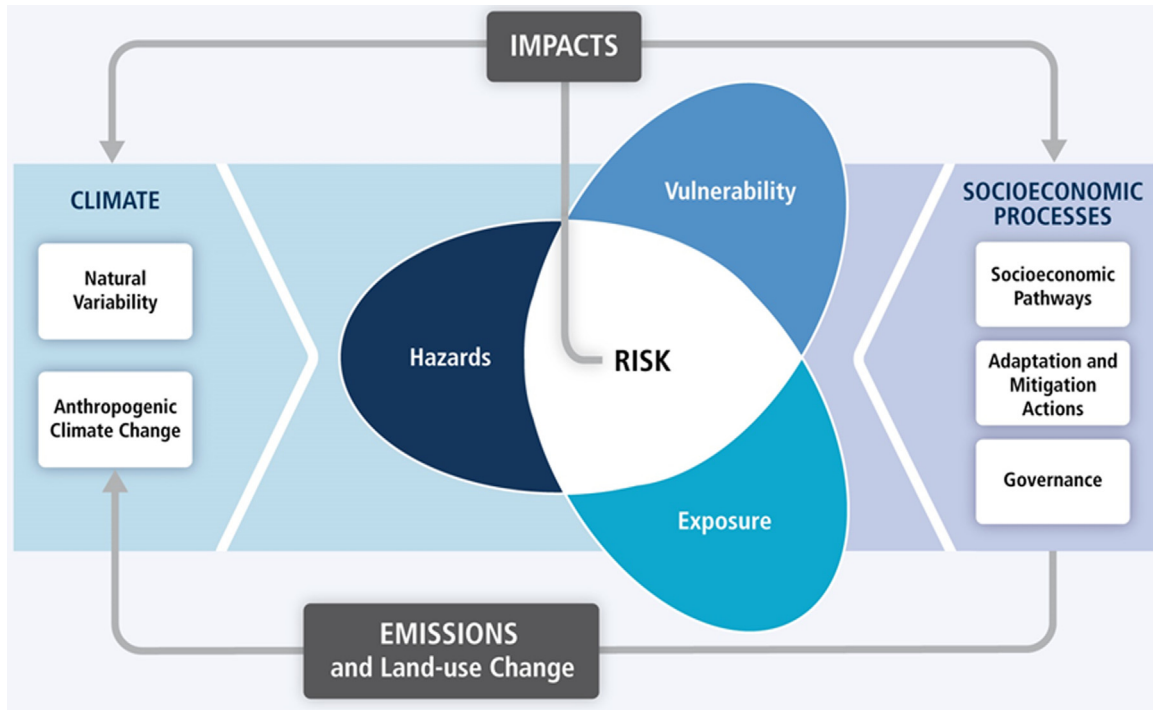 IMPACTS
CLIMATE
Natural
Variability
Anthropogenic
Climate Change
Vulnerability
Hazards
RISK
Exposure
SOCIOECONOMIC
PROCESSES
Socioeconomic
Pathways
Adaptation and
Mitigation
Actions
Governance
EMISSIONS
and Land-use Change